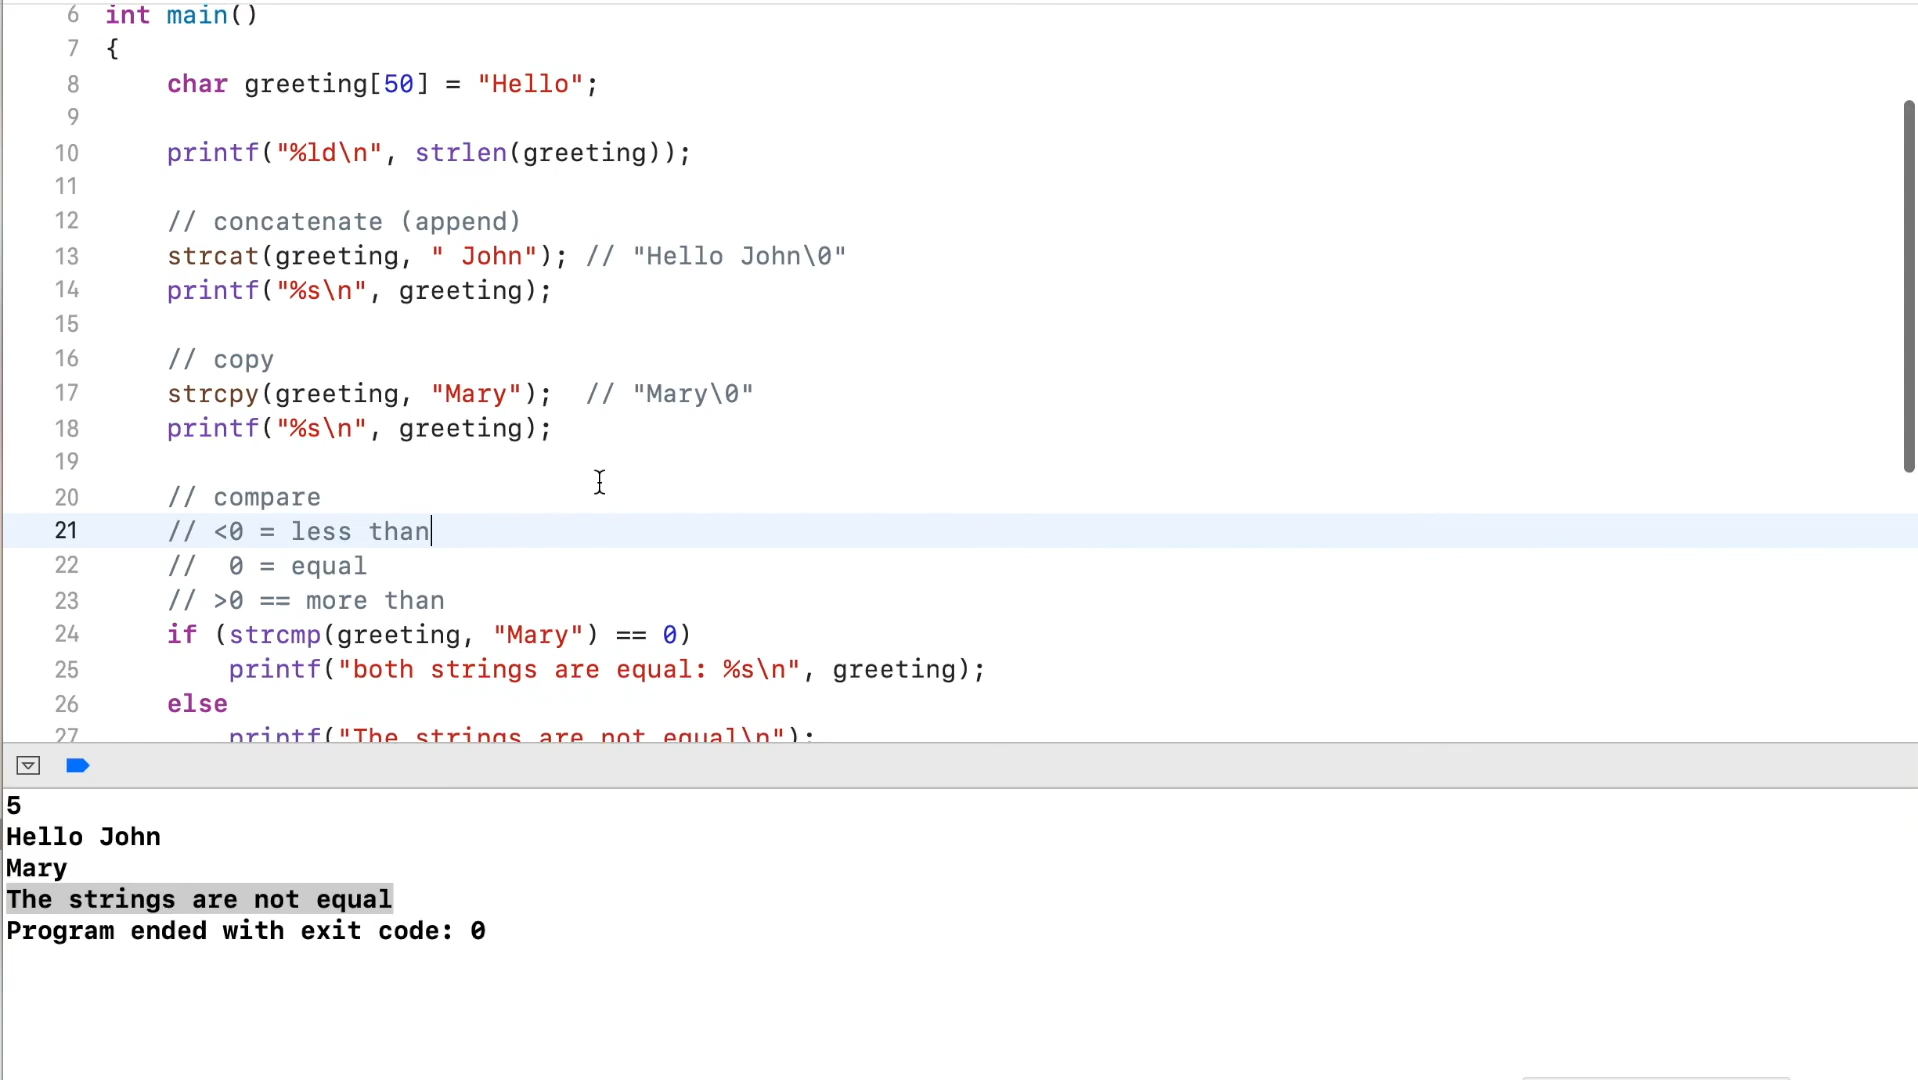 6 int main()
7 {
8 char greeting[50] = "Hello";
9
10 printf("%ld\n", strlen(greeting));
11
12 // concatenate (append)
13 strcat(greeting, " John"); // "Hello John\0"
14 printf("%s\n", greeting);
15
16 // copy
17 strcpy(greeting, "Mary"); // "Mary\0"
18 printf("%s\n", greeting);
19
20 // compare
21 // <0 = less than
22 // 0 = equal
23 // >0 == more than
24 if (strcmp(greeting, "Mary") == 0)
25 printf("both strings are equal: %s\n", greeting);
26 else
27 printf("The strings are not equal\n");
5
Hello John
Mary
The strings are not equal
Program ended with exit code: 0